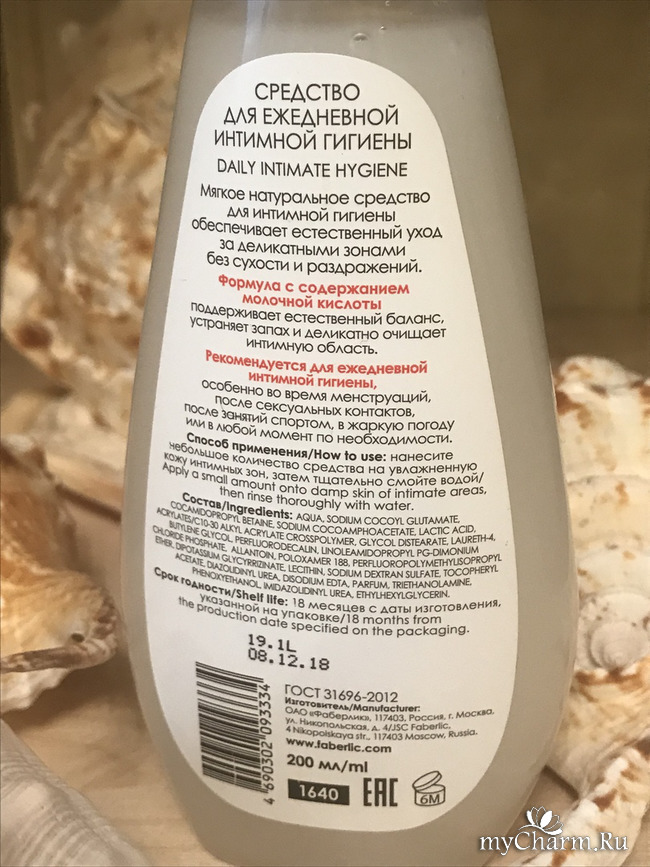 СРЕДСТВО
ДЛЯ ЕЖЕДНЕВНОЙ
ИНТИМНОЙ ГИГИЕНЫ
DAILY INTIMATE HYGIENE
Мягкое натуральное средство
для интимной гигиены
обеспечивает естественный уход
за деликатными зонами
без сухости и раздражений.
Формула с содержанием
молочной кислоты
поддерживает естественный баланс,
устраняет запах и деликатно очищает
интимную область.
Рекомендуется для ежедневной
интимной гигиены,
особенно во время менструаций,
после сексуальных контактов,
после занятий спортом, в жаркую погоду
или в любой момент по необходимости.
Способ применения/How to use: нанесите
небольшое количество средства на увлажненную
кожу интимных зон, затем тщательно смойте водой/
Apply a small amount onto damp skin of intimate areas,
then rinse thoroughly with water.
Состав/Ingredients: AQUA, SODIUM COCOYL GLUTAMATE,
COCAMIDOPROPYL BETAINE, SODIUM COCOAMPHOACETATE, LACTIC ACID,
ACRYLATES/C10-30 ALKYL ACRYLATE CROSSPOLYMER, GLYCOL DISTEARATE, LAURETH-4,
BUTYLENE GLYCOL, PERFLUORODECALIN, LINOLEAMIDOPROPYL PG-DIMONIUM
CHLORIDE PHOSPHATE, ALLANTOIN, POLOXAMER 188, PERFLUOROPOLYMETHYLISOPROPYL
ETHER, DIPOTASSIUM GLYCYRRIZINATE, LECITHIN, SODIUM DEXTRAN SULFATE, TOCOPHERYL
ACETATE, DIAZOLIDINYL UREA, DISODIUM EDTA, PARFUM, TRIETHANOLAMINE,
PHENOXYETHANOL, IMIDAZOLIDINYL UREA, ETHYLHEXYLGLYCERIN.
Срок годности/Shelf life: 18 месяцев с даты изготовления,
указанной на упаковке/18 months from
the production date specified on the packaging.
19.1L
08.12.18
ГОСТ 31696-2012
Изготовитель/Manufacturer:
ОАО «Фаберлик», 117403, Россия, г. Москва,
ул. Никопольская, д. 4/JSC Faberlic,
4 Nikopolskaya str., 117403 Moscow, Russia.
www.faberlic.com
200 мл/ml
4 690302 093334
1640 EAC 6M
myCharm.Ru